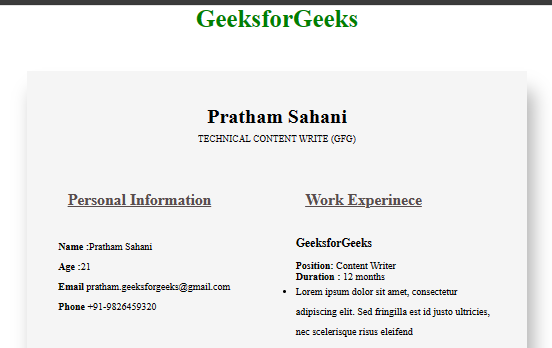 GeeksforGeeks
Pratham Sahani
TECHNICAL CONTENT WRITE (GFG)
Personal Information
Name :Pratham Sahani
Age :21
Email pratham.geeksforgeeks@gmail.com
Phone +91-9826459320
Work Experinece
GeeksforGeeks
Position: Content Writer
Duration : 12 months
• Lorem ipsum dolor sit amet, consectetur
adipiscing elit. Sed fringilla est id justo ultricies,
nec scelerisque risus eleifend